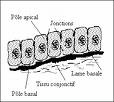 Pôle apical
Jonctions
Lame basale
Tissu conjonctif
Pôle basal